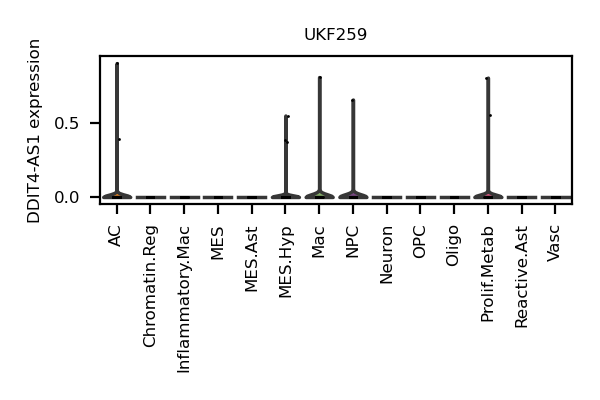 UKF259
DDIT4-AS1 expression
0.5
0.0
AC
Chromatin.Reg
Inflammatory.Mac
MES
MES.Ast
MES.Hyp
Mac
NPC
Neuron
OPC
Oligo
Prolif.Metab
Reactive.Ast
Vasc